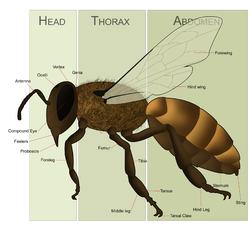 Head Thorax Abdomen
Vertex
Ocelli
Gena
Antenna
Forewing
Hind wing
Compound Eye
Feelers
Proboscis
Foreleg
Femur
Tibia
Tarsus
Middle leg
Tarsal Claw
Hind Leg
Sternum
Sting